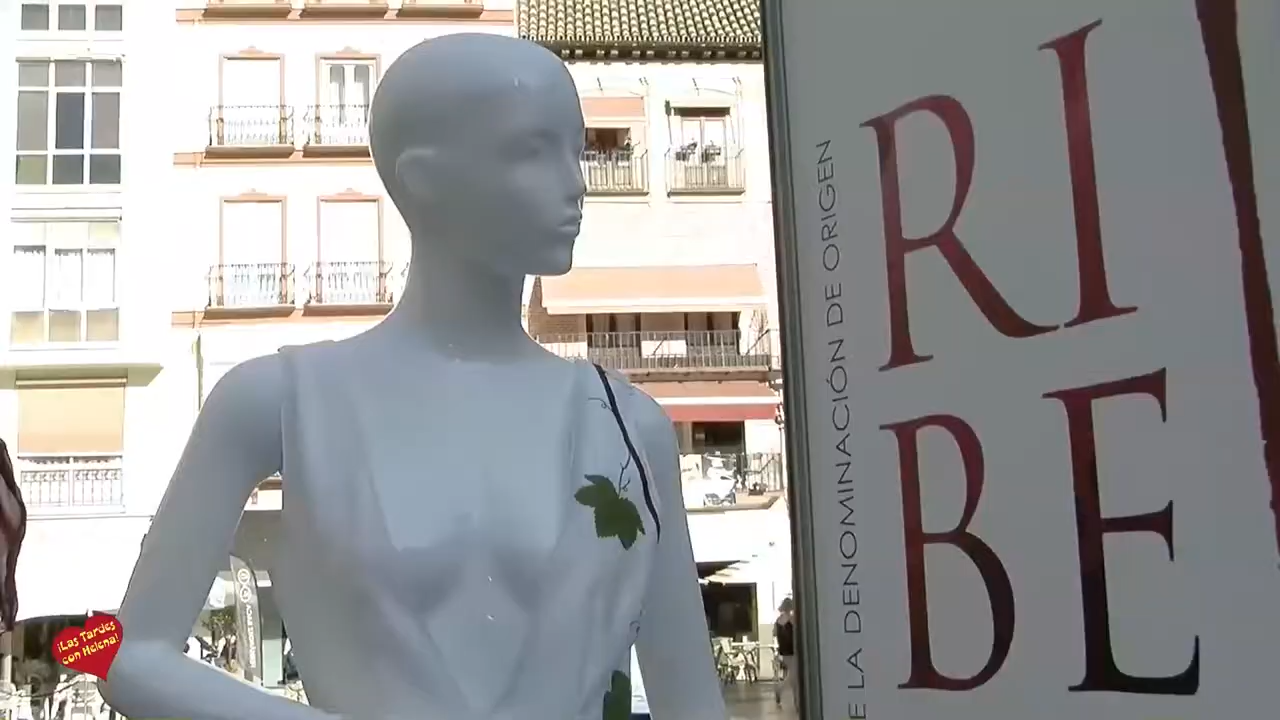 RI
BE
E LA DENOMINACIÓN DE ORIGEN
¡Las Tardes
con Helena!